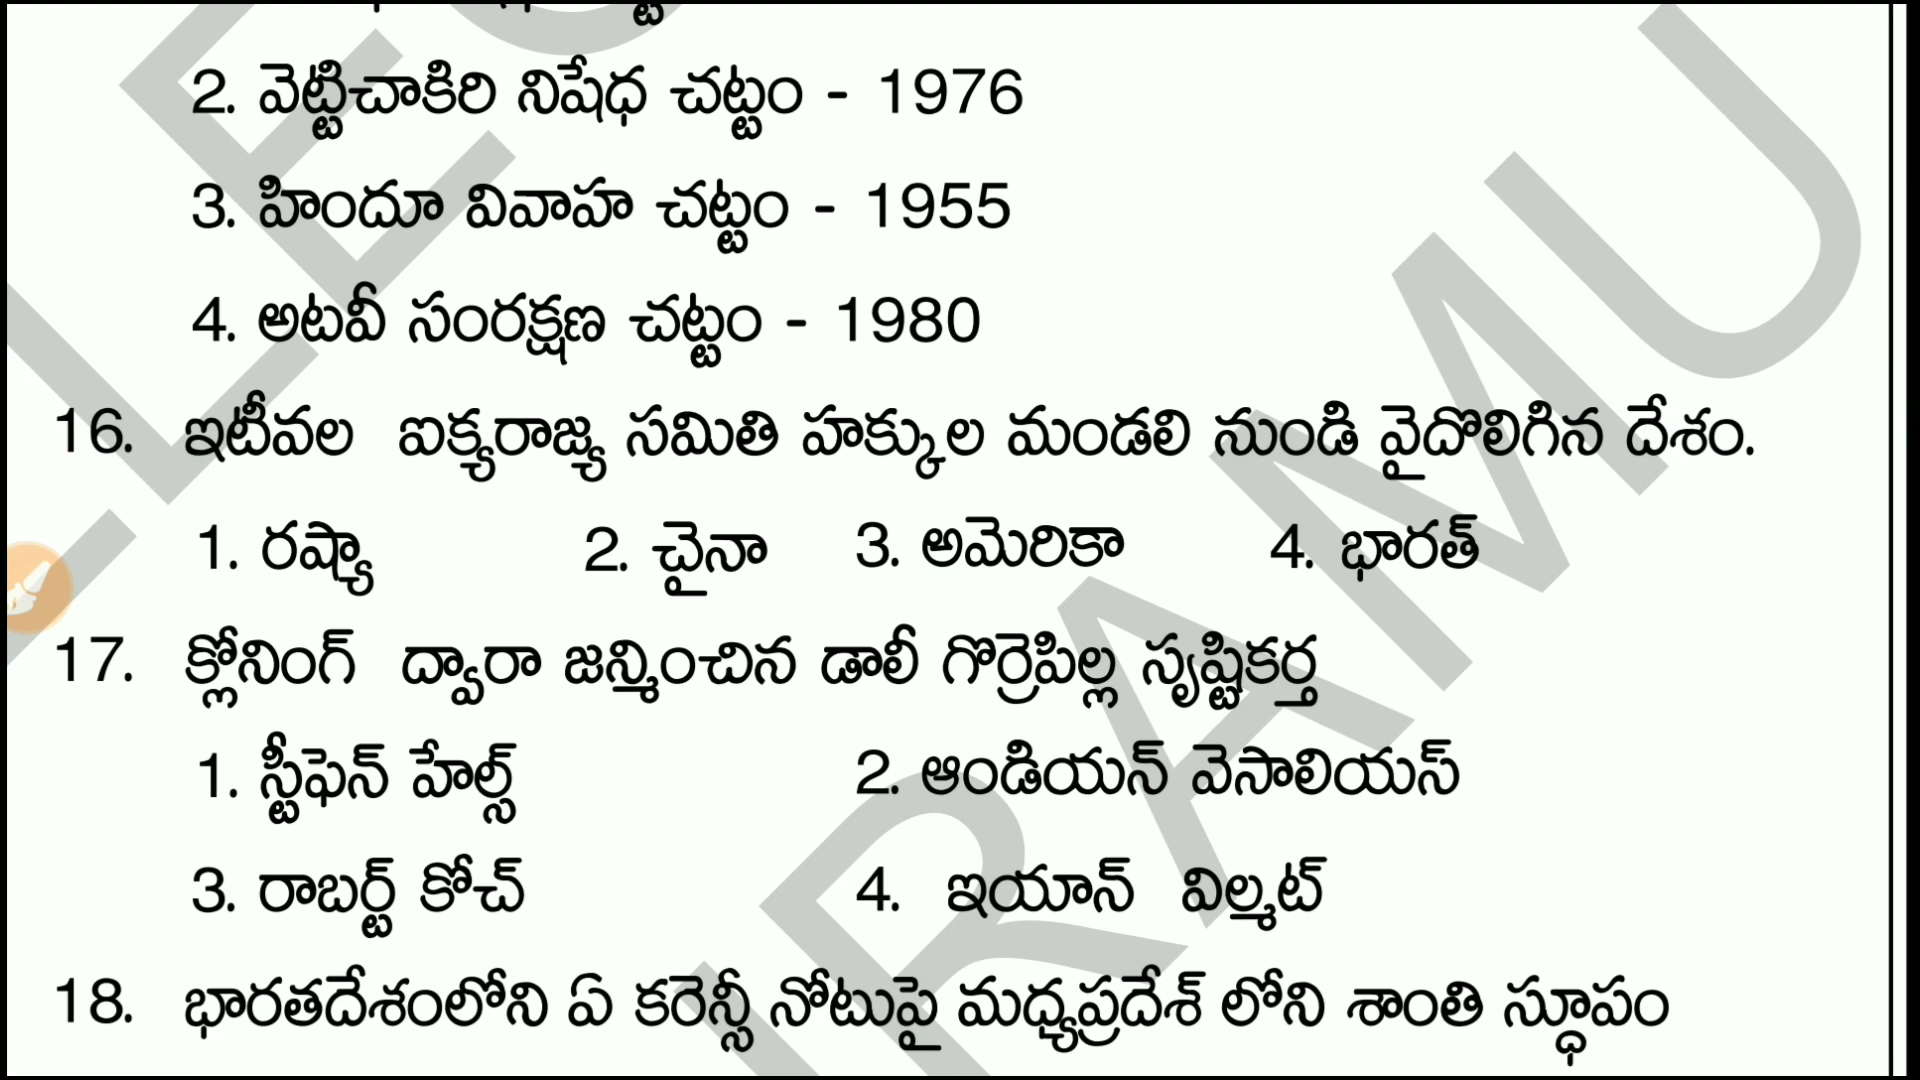 2. వెట్టిచాకిరి నిషేధ చట్టం - 1976
3. హిందూ వివాహ చట్టం - 1955
4. అటవీ సంరక్షణ చట్టం - 1980
16. ఇటీవల ఐక్యరాజ్య సమితి హక్కుల మండలి నుండి వైదొలిగిన దేశం.
1. రష్యా 2. చైనా 3. అమెరికా 4. భారత్
17. క్లోనింగ్ ద్వారా జన్మించిన డాలీ గొర్రెపిల్ల సృష్టికర్త
1. స్టీఫెన్ హేల్స్ 2. ఆండియన్ వెసాలియస్
3. రాబర్ట్ కోచ్ 4. ఇయాన్ విల్మట్
18. భారతదేశంలోని ఏ కరెన్సీ నోటుపై మధ్యప్రదేశ్ లోని శాంతి స్థూపం